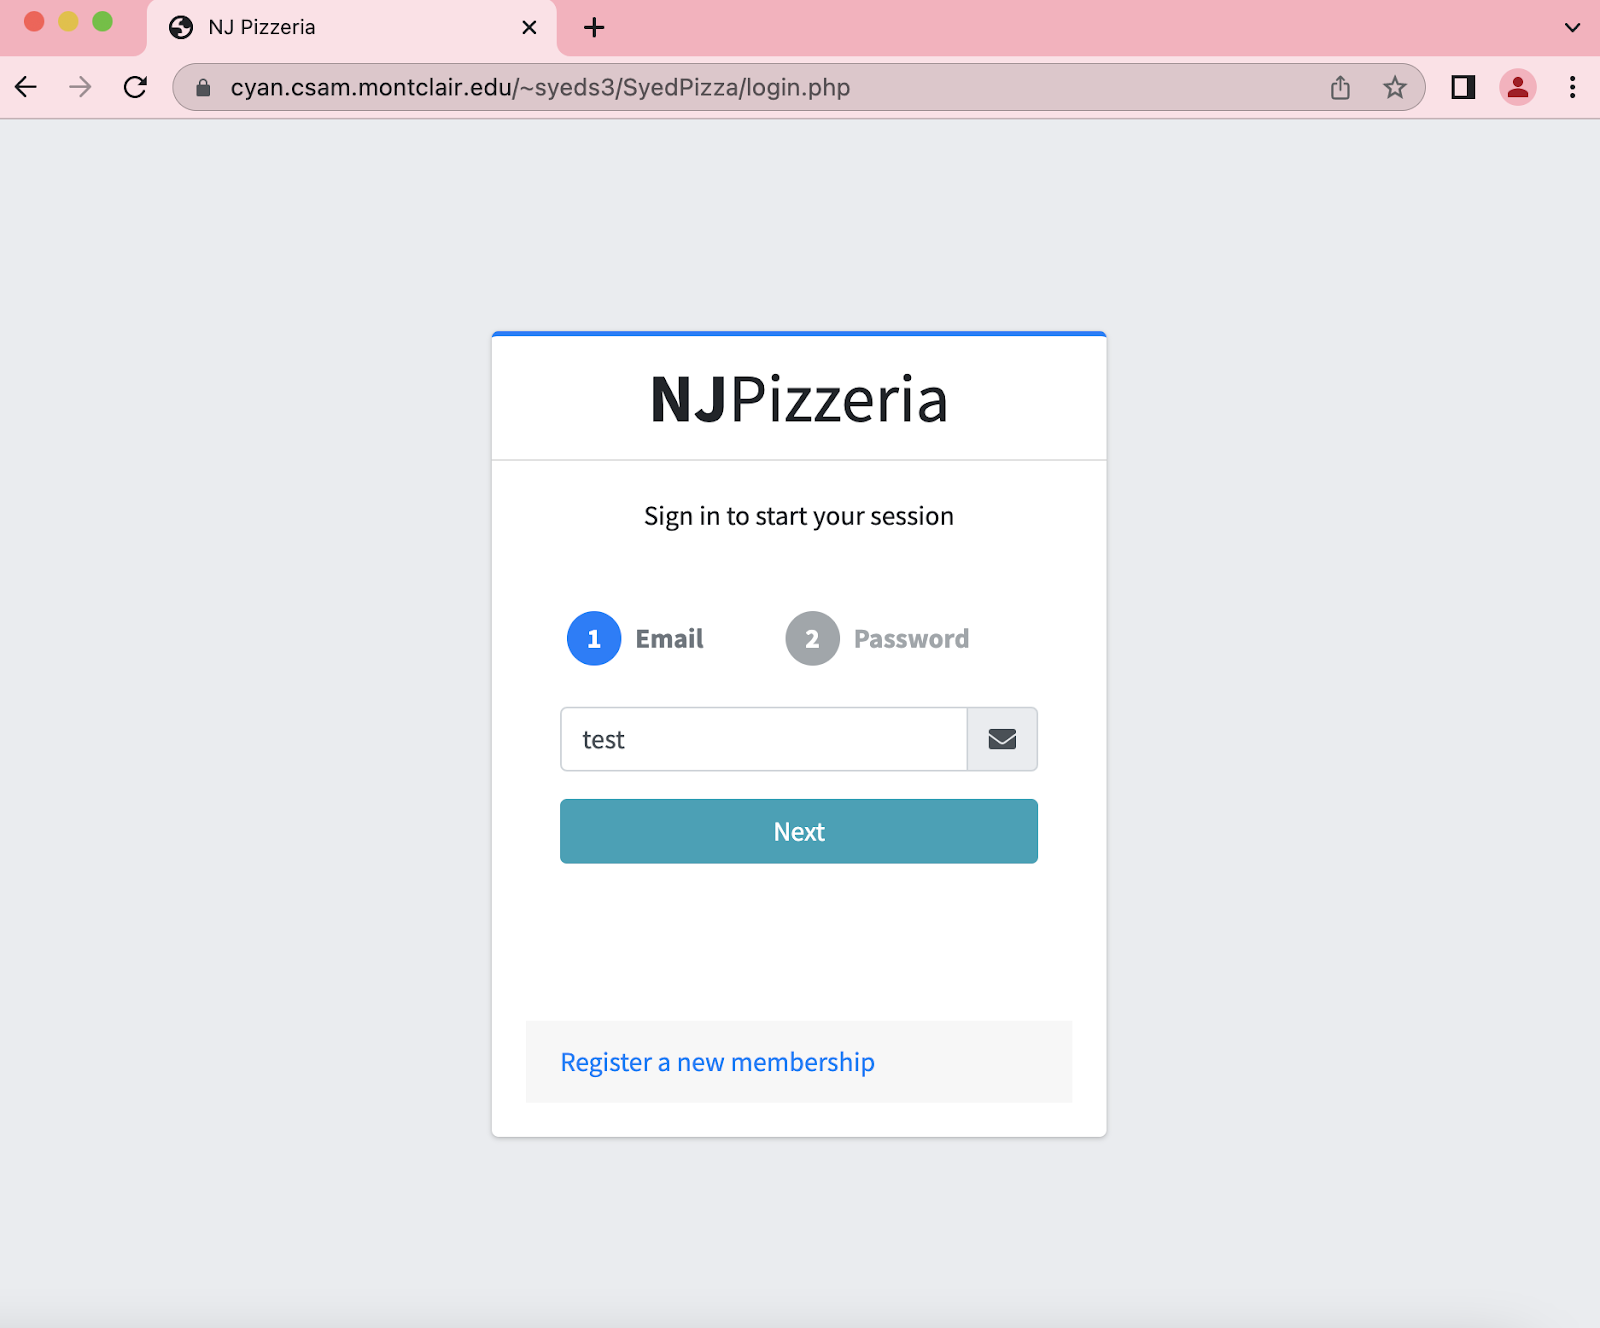 NJ Pizzeria
cyan.csam.montclair.edu/~syeds3/SyedPizza/login.php
NJPizzeria
Sign in to start your session
1 Email 2 Password
test
Next
Register a new membership